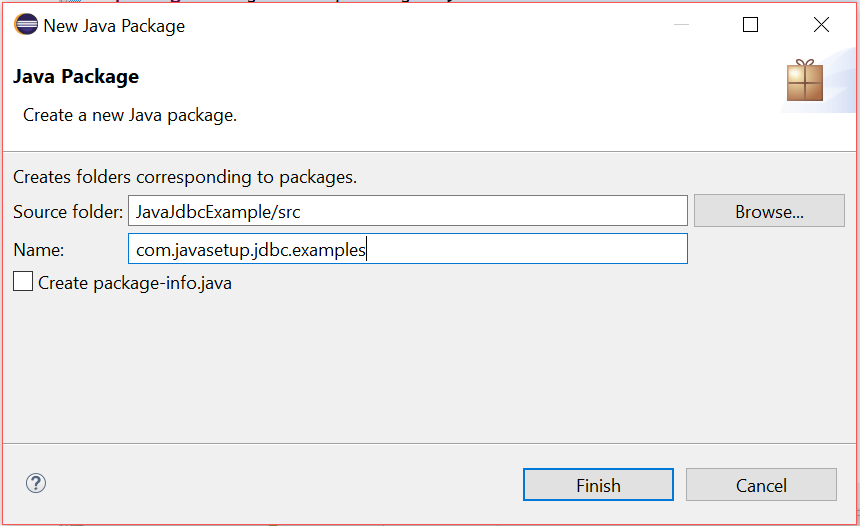 New Java Package
Java Package
Create a new Java package.
Creates folders corresponding to packages.
Source folder: JavaJdbcExample/src Browse...
Name: com.javasetup.jdbc.examples
Create package-info.java
? Finish Cancel